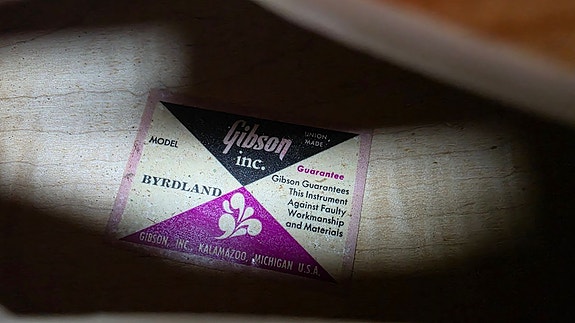 Gibson
inc.
UNION
MADE
MODEL
BYRDLAND
Guarantee
Gibson Guarantees
This Instrument
Against Faulty
Workmanship
and Materials
GIBSON, INC., KALAMAZOO, MICHIGAN U.S.A.